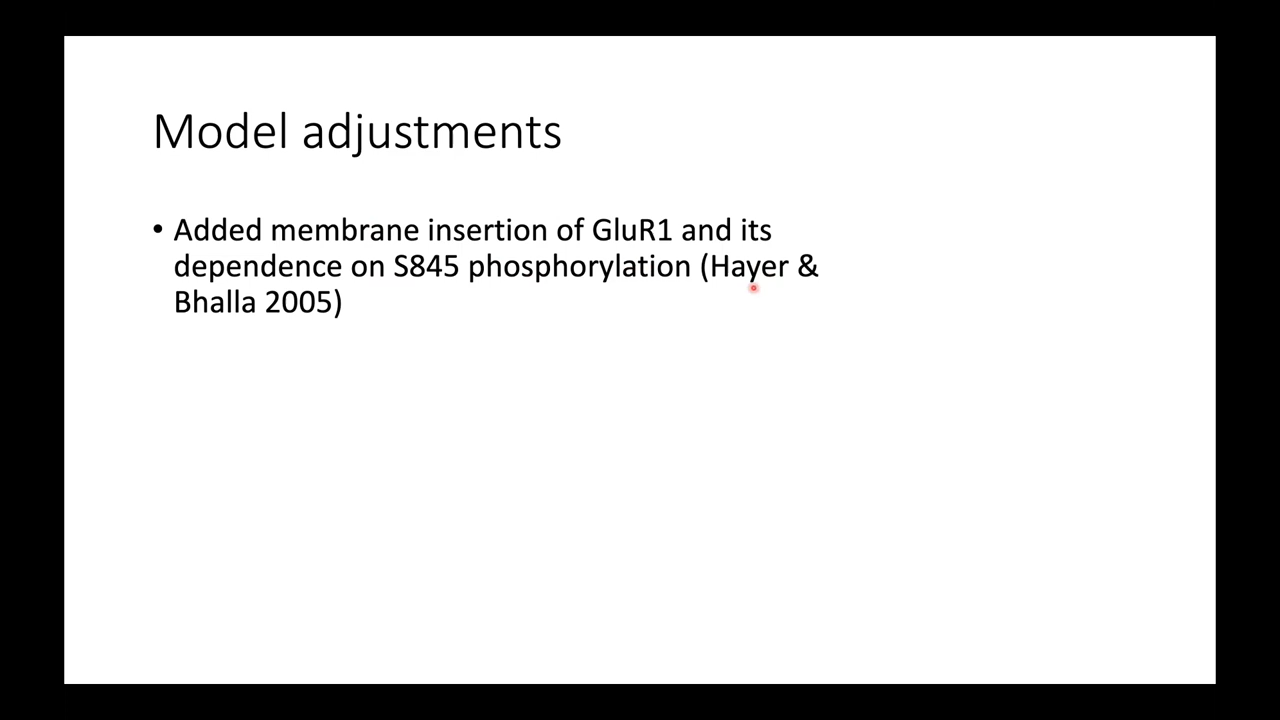 Model adjustments
• Added membrane insertion of GluR1 and its
dependence on S845 phosphorylation (Hayer &
Bhalla 2005)